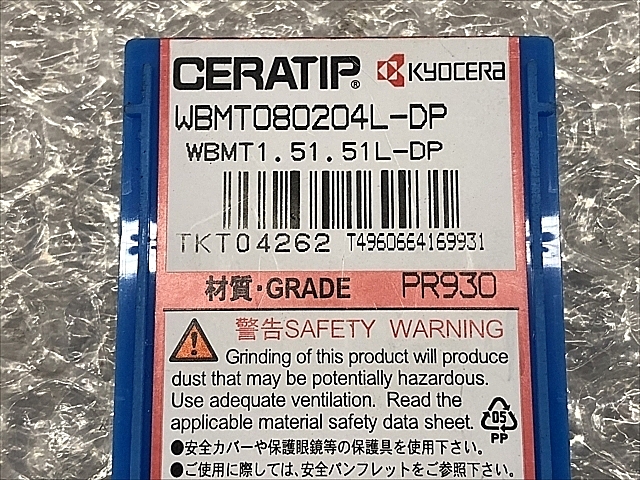 CERATIP® KYOCERA
WBMT080204L-DP
WBMT1.51.51L-DP
TKT04262 T4960664169931
材質・GRADE PR930
警告SAFETY WARNING
Grinding of this product will produce
dust that may be potentially hazardous.
Use adequate ventilation. Read the
applicable material safety data sheet.
05
PP
●安全カバーや保護眼鏡等の保護具を使用下さい。
●ご使用に際しては、安全パンフレットをご参照下さい。